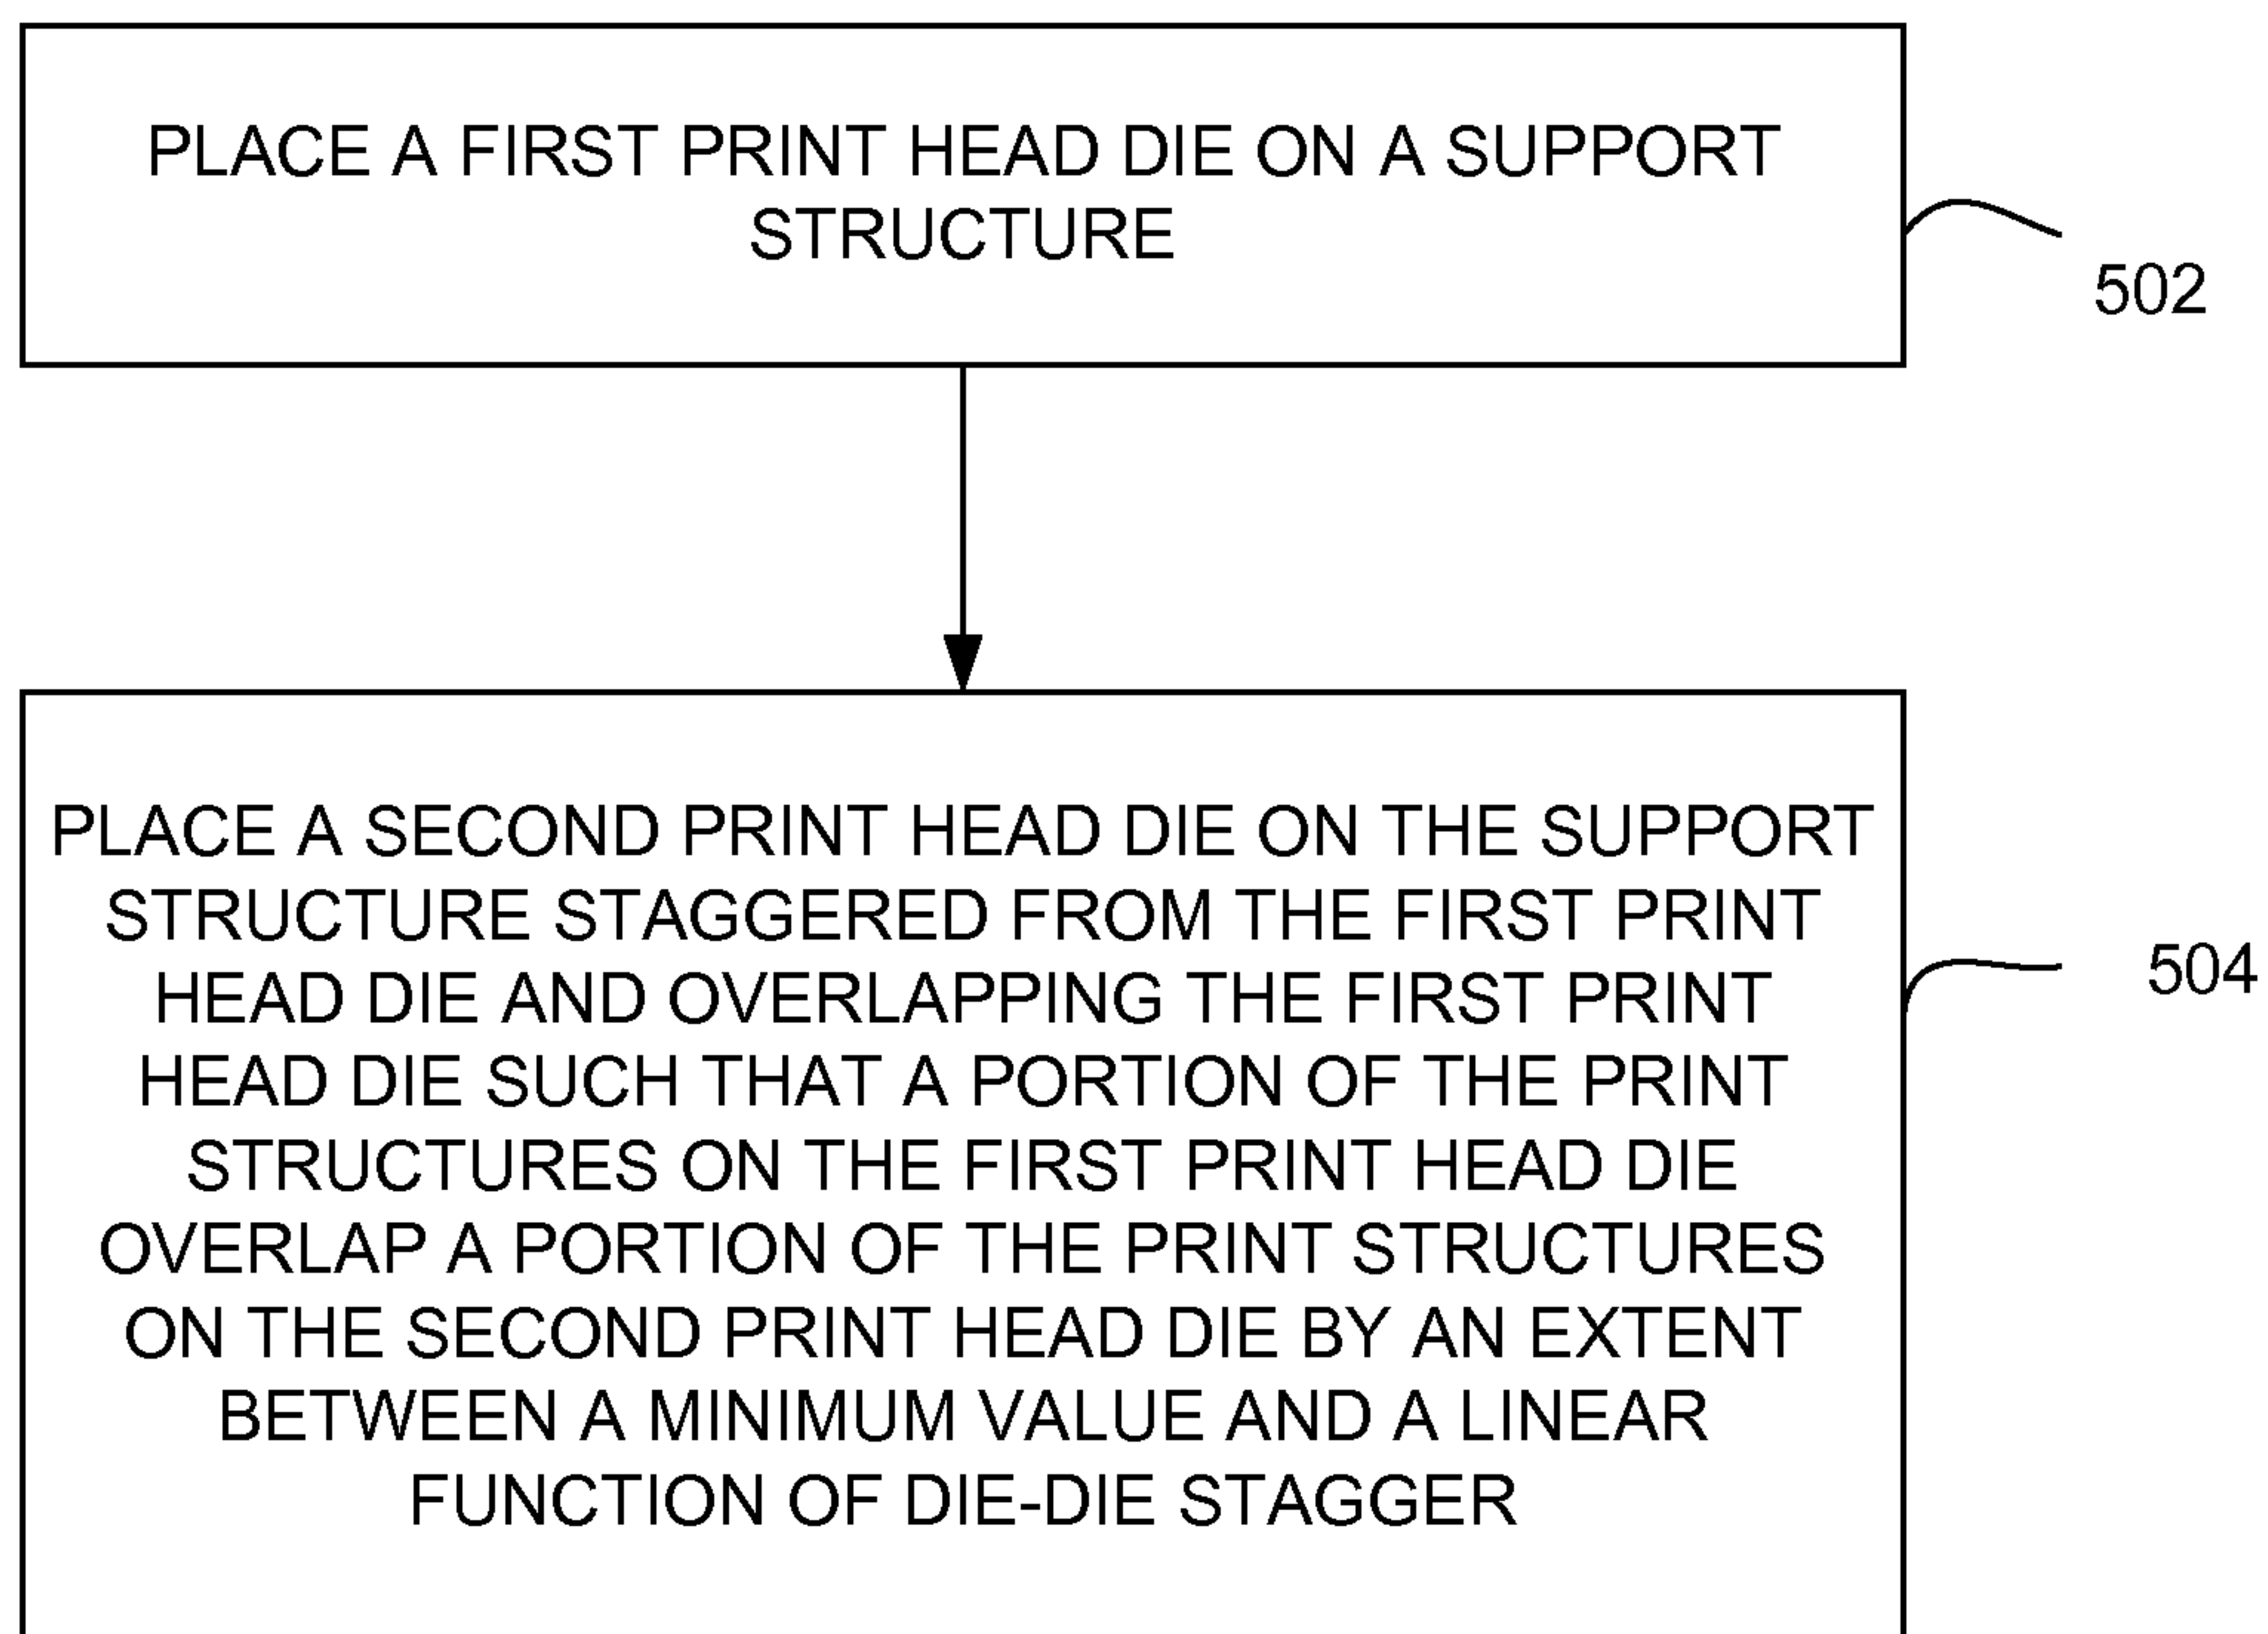 PLACE A FIRST PRINT HEAD DIE ON A SUPPORT
STRUCTURE
502
PLACE A SECOND PRINT HEAD DIE ON THE SUPPORT
STRUCTURE STAGGERED FROM THE FIRST PRINT
HEAD DIE AND OVERLAPPING THE FIRST PRINT
HEAD DIE SUCH THAT A PORTION OF THE PRINT
STRUCTURES ON THE FIRST PRINT HEAD DIE
OVERLAP A PORTION OF THE PRINT STRUCTURES
ON THE SECOND PRINT HEAD DIE BY AN EXTENT
BETWEEN A MINIMUM VALUE AND A LINEAR
FUNCTION OF DIE-DIE STAGGER
504